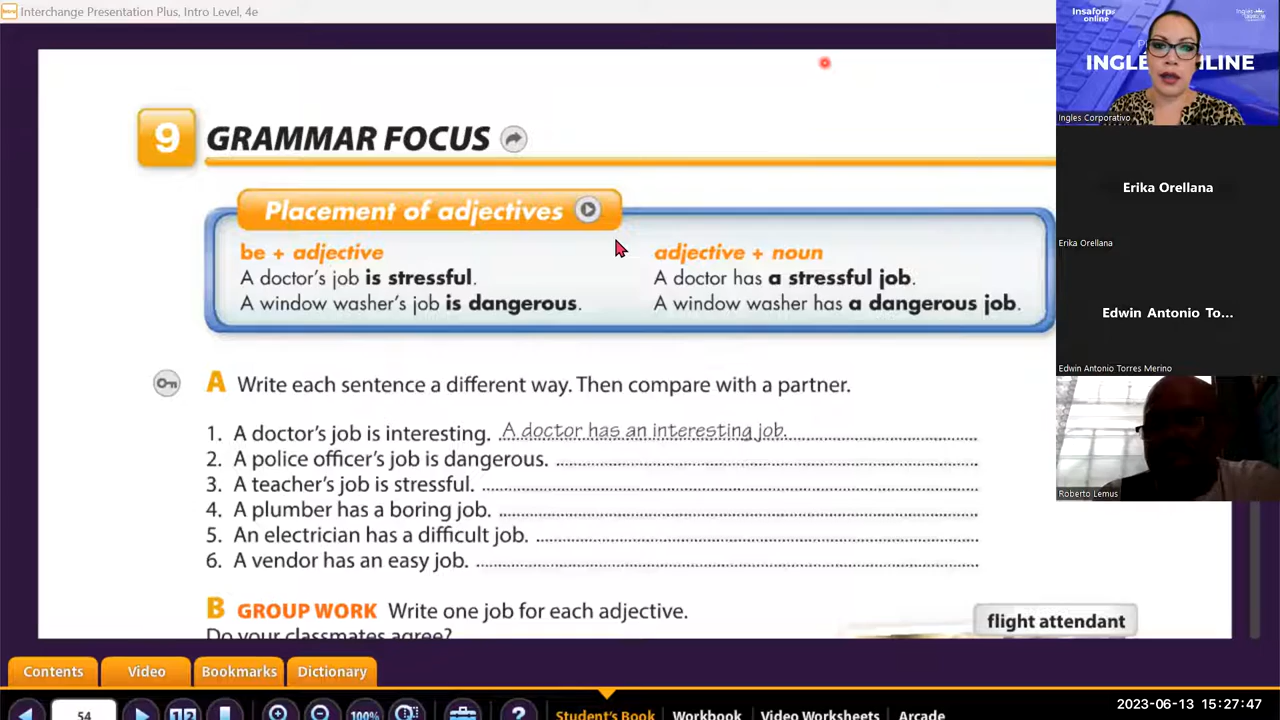 Interchange Presentation Plus, Intro Level, 4e
9 GRAMMAR FOCUS
Placement of adjectives
be + adjective
A doctor's job is stressful.
A window washer's job is dangerous.
adjective + noun
A doctor has a stressful job.
A window washer has a dangerous job.
A Write each sentence a different way. Then compare with a partner.
1. A doctor's job is interesting. A doctor has an interesting job.
2. A police officer's job is dangerous.
3. A teacher's job is stressful.
4. A plumber has a boring job.
5. An electrician has a difficult job.
6. A vendor has an easy job.
B GROUP WORK Write one job for each adjective.
Do your classmates agree?
flight attendant
Contents
Video
Bookmarks
Dictionary
54
100%
Student's Book
Workbook
Video Worksheets
Arcade
Insaforp
online
INGLÉ
LINE
Ingles Corporativo
Erika Orellana
Erika Orellana
Edwin Antonio To...
Edwin Antonio Torres Merino
Roberto Lemus
2023-06-13 15:27:47